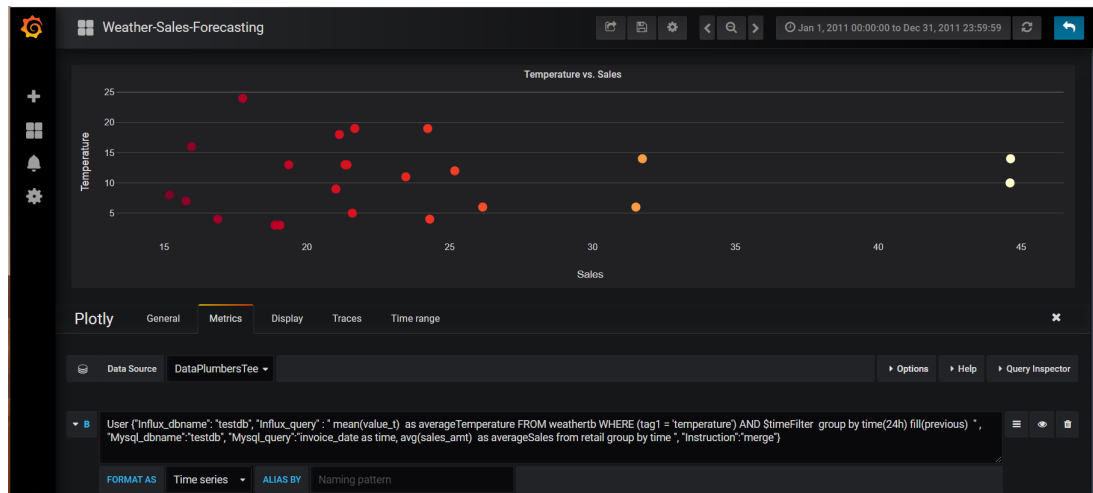 Weather-Sales-Forecasting
Jan 1, 2011 00:00:00 to Dec 31, 2011 23:59:59
Temperature vs. Sales
25
20
15
10
5
Temperature
15 20 25 30 35 40 45
Sales
Plotly General Metrics Display Traces Time range
Data Source DataPlumbersTee Options Help Query Inspector
B User {"Influx_dbname": "testdb", "Influx_query" : " mean(value_t) as averageTemperature FROM weathertb WHERE (tag1 = 'temperature') AND $timeFilter group by time(24h) fill(previous) " ,
"Mysql_dbname":"testdb", "Mysql_query":"invoice_date as time, avg(sales_amt) as averageSales from retail group by time ", "Instruction":"merge"}
FORMAT AS Time series ALIAS BY Naming pattern